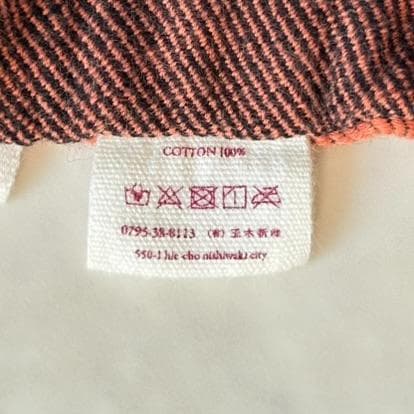 COTTON 100%
0795-38-8113 (有)玉木新雌
550-1 hie cho nishiwaki city